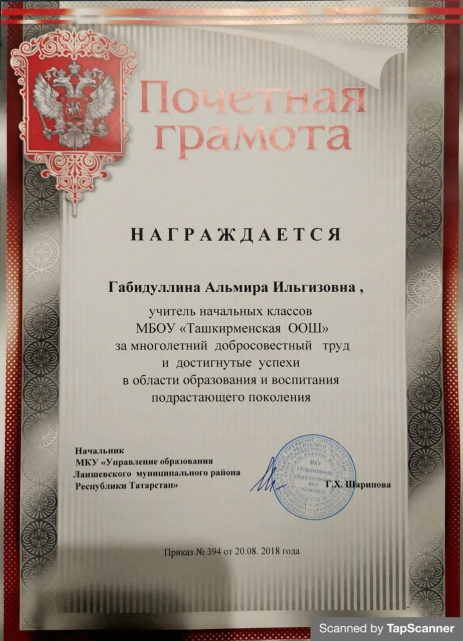 Почетная
грамота
НАГРАЖДАЕТСЯ
Габидуллина Альмира Ильгизовна ,
учитель начальных классов
МБОУ «Ташкирменская ООШ»
за многолетний добросовестный труд
и достигнутые успехи
в области образования и воспитания
подрастающего поколения
Начальник
МКУ «Управление образования
Лаишевского муниципального района
Республики Татарстан»
Г.Х. Шарипова
Приказ № 394 от 20.08. 2018 года
Scanned by TapScanner